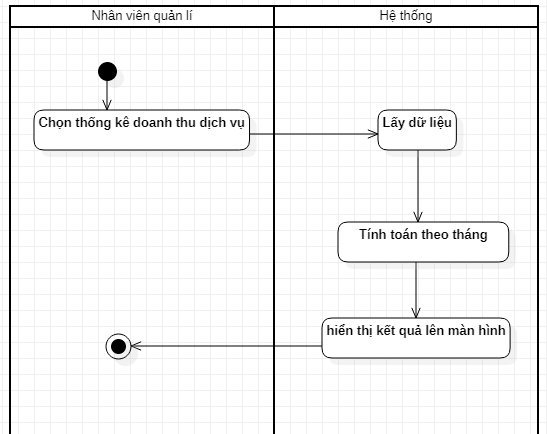 Nhân viên quản lí
Hệ thống
Chọn thống kê doanh thu dịch vụ
Lấy dữ liệu
Tính toán theo tháng
hiển thị kết quả lên màn hình